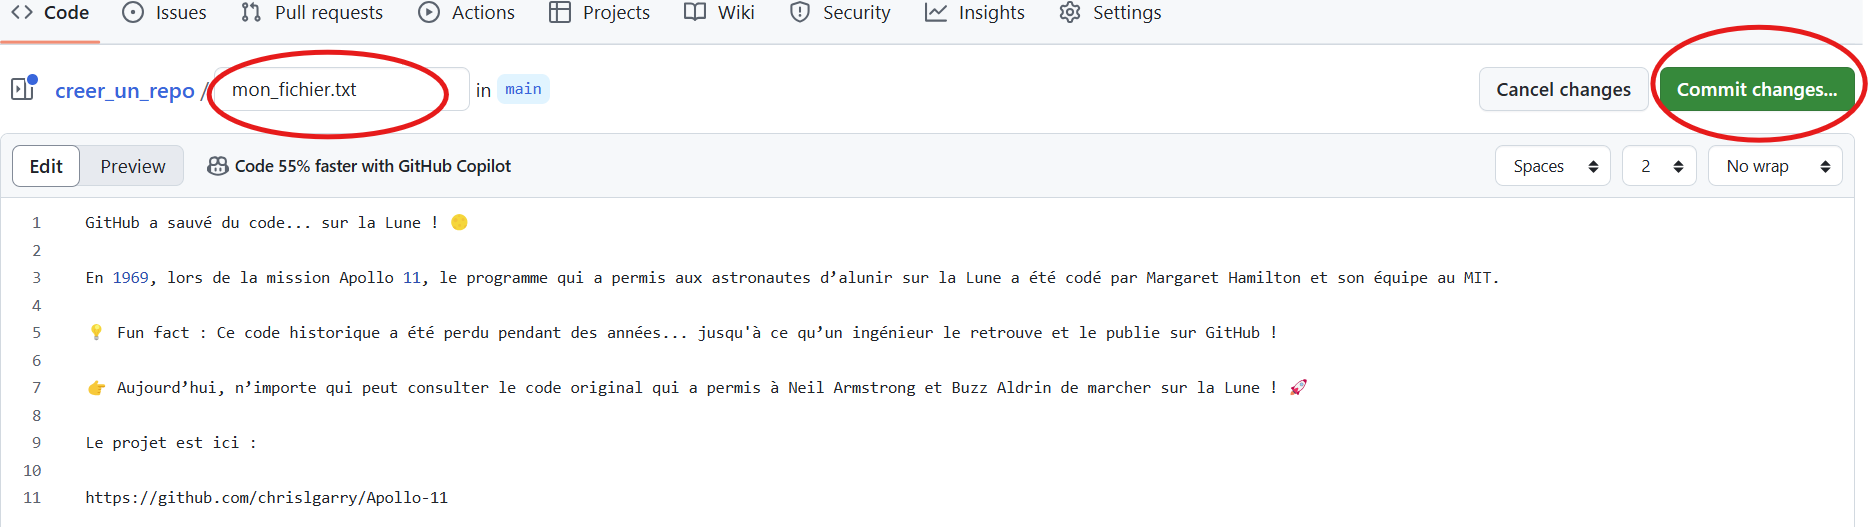 Code Issues Pull requests Actions Projects Wiki Security Insights Settings
creer_un_repo / mon_fichier.txt in main Cancel changes Commit changes...
Edit Preview Code 55% faster with GitHub Copilot Spaces 2 No wrap
1 GitHub a sauvé du code... sur la Lune ! 🌕
2
3 En 1969, lors de la mission Apollo 11, le programme qui a permis aux astronautes d’alunir sur la Lune a été codé par Margaret Hamilton et son équipe au MIT.
4
5 💡 Fun fact : Ce code historique a été perdu pendant des années... jusqu'à ce qu’un ingénieur le retrouve et le publie sur GitHub !
6
7 👉 Aujourd’hui, n’importe qui peut consulter le code original qui a permis à Neil Armstrong et Buzz Aldrin de marcher sur la Lune ! 🚀
8
9 Le projet est ici :
10
11 https://github.com/chrislgarry/Apollo-11